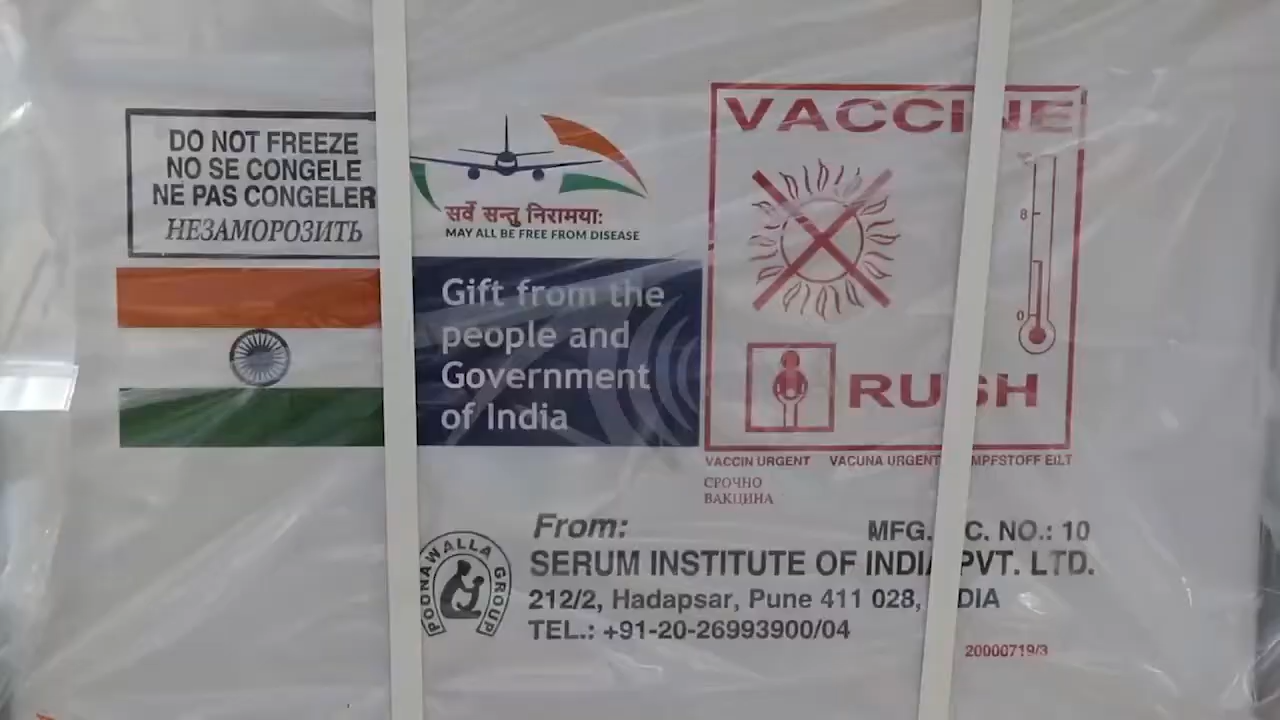 DO NOT FREEZE
NO SE CONGELE
NE PAS CONGELER
НЕЗАМОРОЗИТЬ
सर्वे सन्तु निरामया:
MAY ALL BE FREE FROM DISEASE
Gift from the
people and
Government
of India
VACCINE
8
0
RUSH
VACCIN URGENT VACUNA URGENT MPFSTOFF EILT
СРОЧНО
ВАКЦИНА
From:
MFG. C. NO.: 10
SERUM INSTITUTE OF INDIA PVT. LTD.
212/2, Hadapsar, Pune 411 028, DIA
TEL.: +91-20-26993900/04
POONAWALLA GROUP
20000719/3